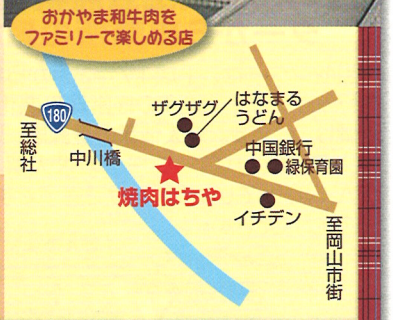 おかやま和牛肉を
ファミリーで楽しめる店
180
ザグザグ
はなまる
うどん
至総社
中川橋
中国銀行
緑保育園
焼肉はちや
イチデン
至岡山市街